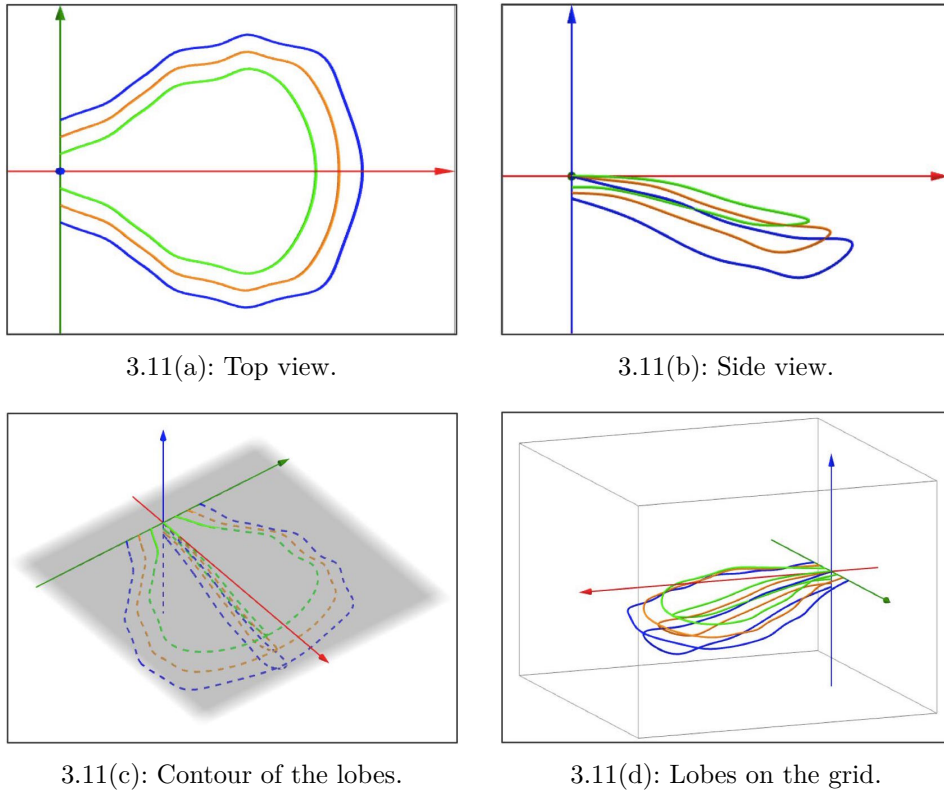 3.11(a): Top view.
3.11(b): Side view.
3.11(c): Contour of the lobes.
3.11(d): Lobes on the grid.